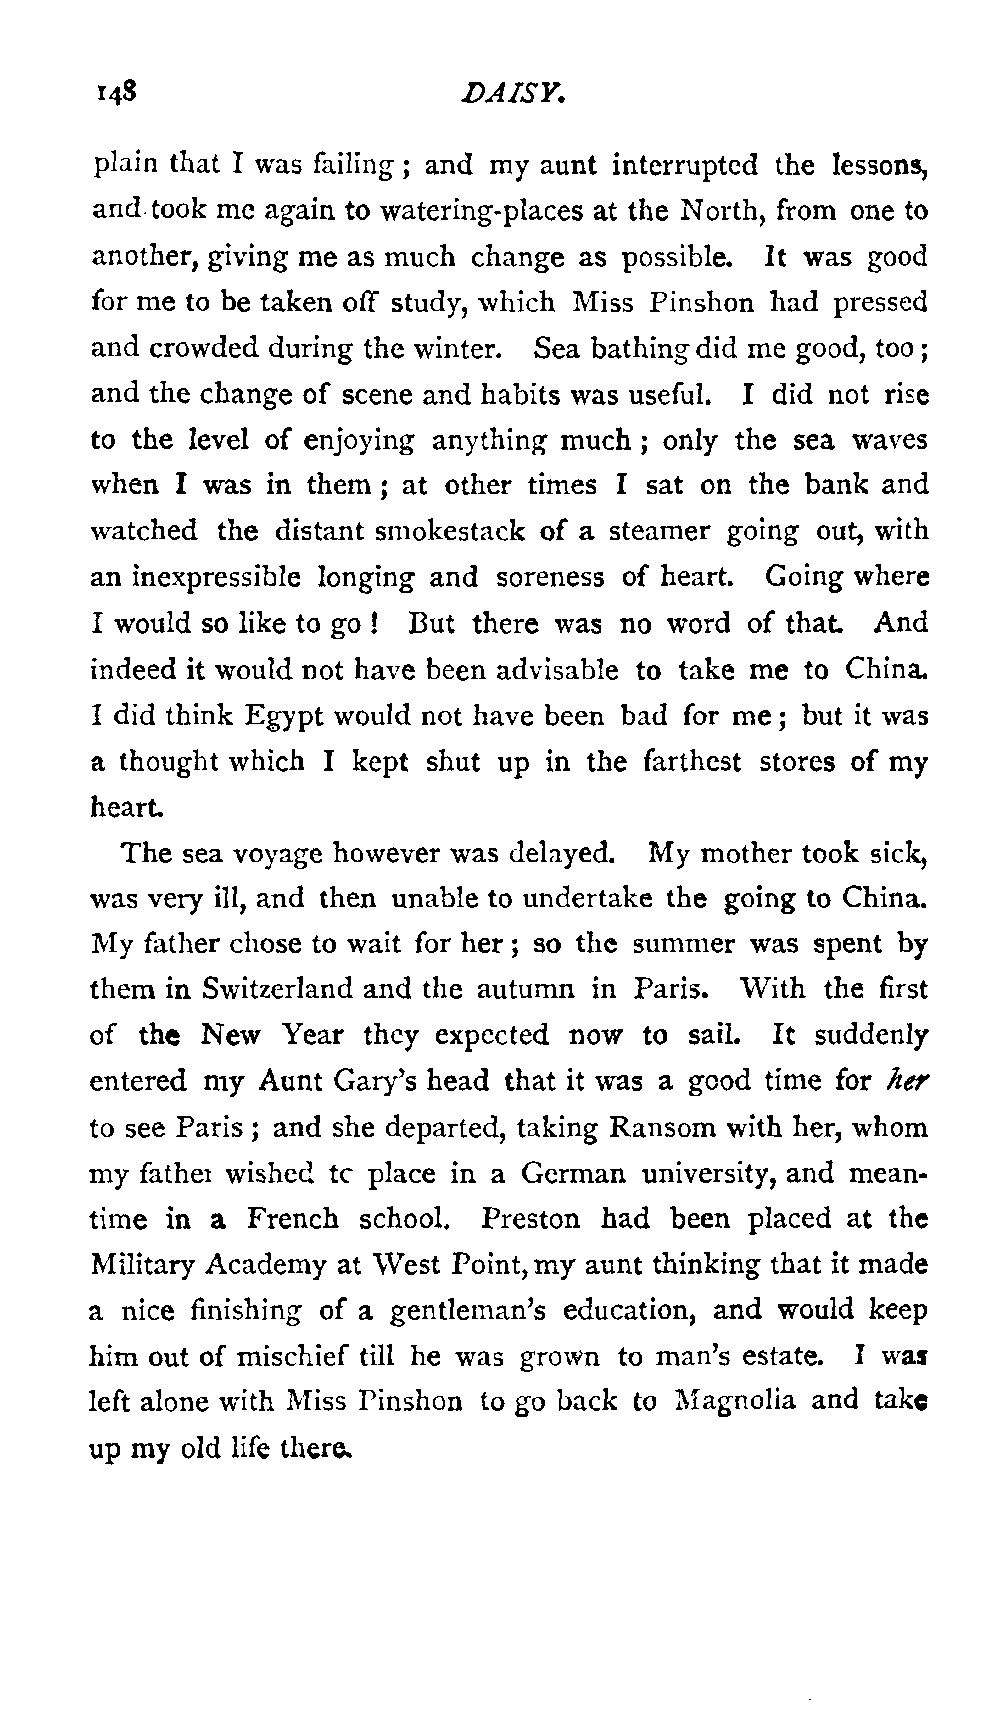 148 DAISY.
plain that I was failing ; and my aunt interrupted the lessons,
and took me again to watering-places at the North, from one to
another, giving me as much change as possible. It was good
for me to be taken off study, which Miss Pinshon had pressed
and crowded during the winter. Sea bathing did me good, too ;
and the change of scene and habits was useful. I did not rise
to the level of enjoying anything much ; only the sea waves
when I was in them ; at other times I sat on the bank and
watched the distant smokestack of a steamer going out, with
an inexpressible longing and soreness of heart. Going where
I would so like to go ! But there was no word of that. And
indeed it would not have been advisable to take me to China.
I did think Egypt would not have been bad for me ; but it was
a thought which I kept shut up in the farthest stores of my
heart.
The sea voyage however was delayed. My mother took sick,
was very ill, and then unable to undertake the going to China.
My father chose to wait for her ; so the summer was spent by
them in Switzerland and the autumn in Paris. With the first
of the New Year they expected now to sail. It suddenly
entered my Aunt Gary's head that it was a good time for her
to see Paris ; and she departed, taking Ransom with her, whom
my father wished to place in a German university, and mean-
time in a French school. Preston had been placed at the
Military Academy at West Point, my aunt thinking that it made
a nice finishing of a gentleman's education, and would keep
him out of mischief till he was grown to man's estate. I was
left alone with Miss Pinshon to go back to Magnolia and take
up my old life there.